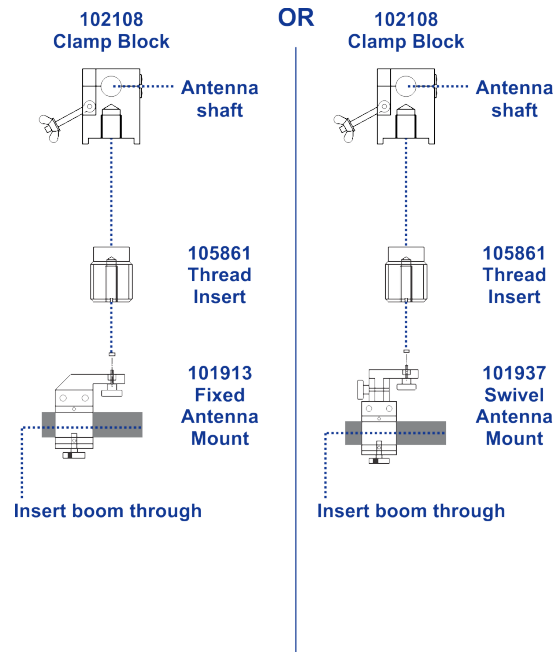 102108
Clamp Block
Antenna
shaft
105861
Thread
Insert
101913
Fixed
Antenna
Mount
Insert boom through
OR
102108
Clamp Block
Antenna
shaft
105861
Thread
Insert
101937
Swivel
Antenna
Mount
Insert boom through